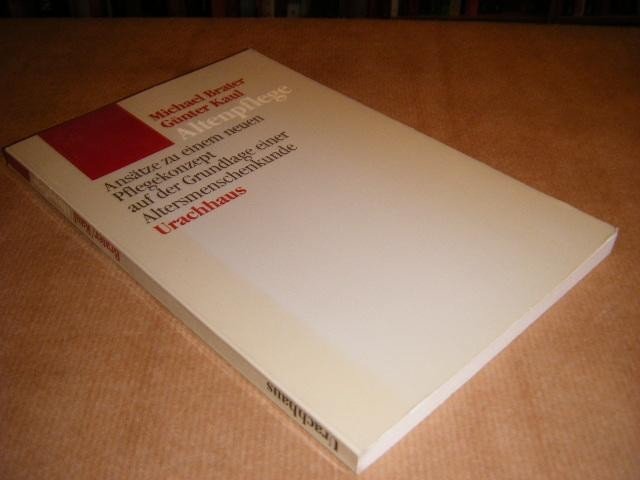 Michael Brater
Günter Kaul
Altenpflege
Ansätze zu einem neuen
Pflegekonzept
auf der Grundlage einer
Altersmenschenkunde
Urachhaus
Brater/Kaul
Urachhaus